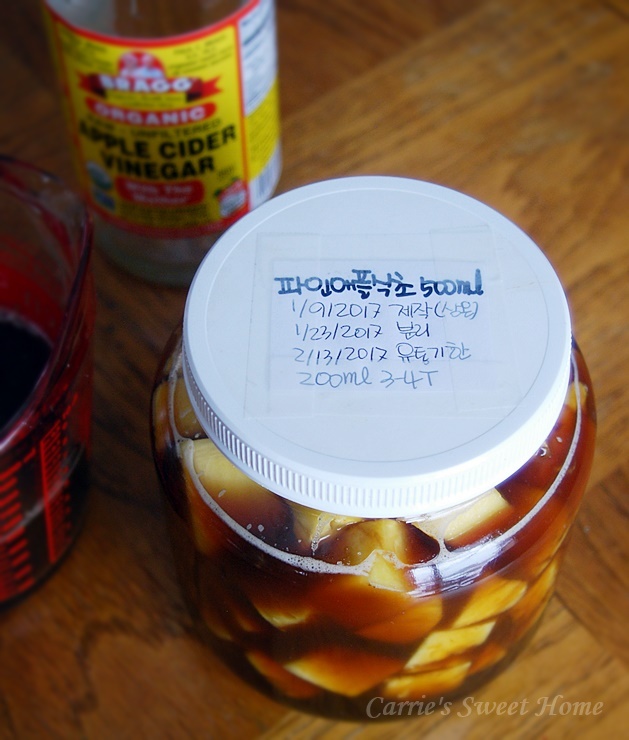 BRAGG
ORGANIC
UNFILTERED
APPLE CIDER
VINEGAR
With The
Mother
파인애플식초 500ml
1/9/2017 제작(상온)
1/23/2017 분리
2/13/2017 유통기한
200ml 3-4T
Carrie's Sweet Home